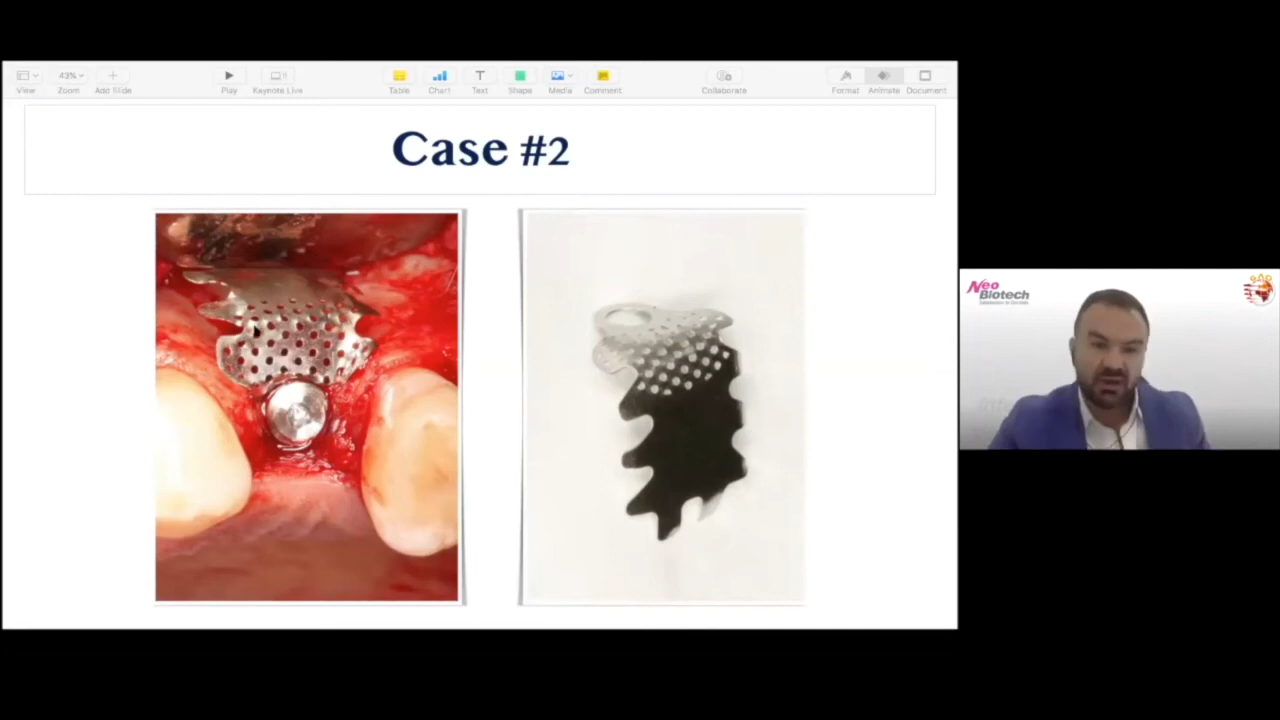 43%
View
Zoom
Add Slide
Play
Keynote Live
Table
Chart
Text
Shape
Media
Comment
Collaborate
Format
Animate
Document
Case #2
Neo
Biotech